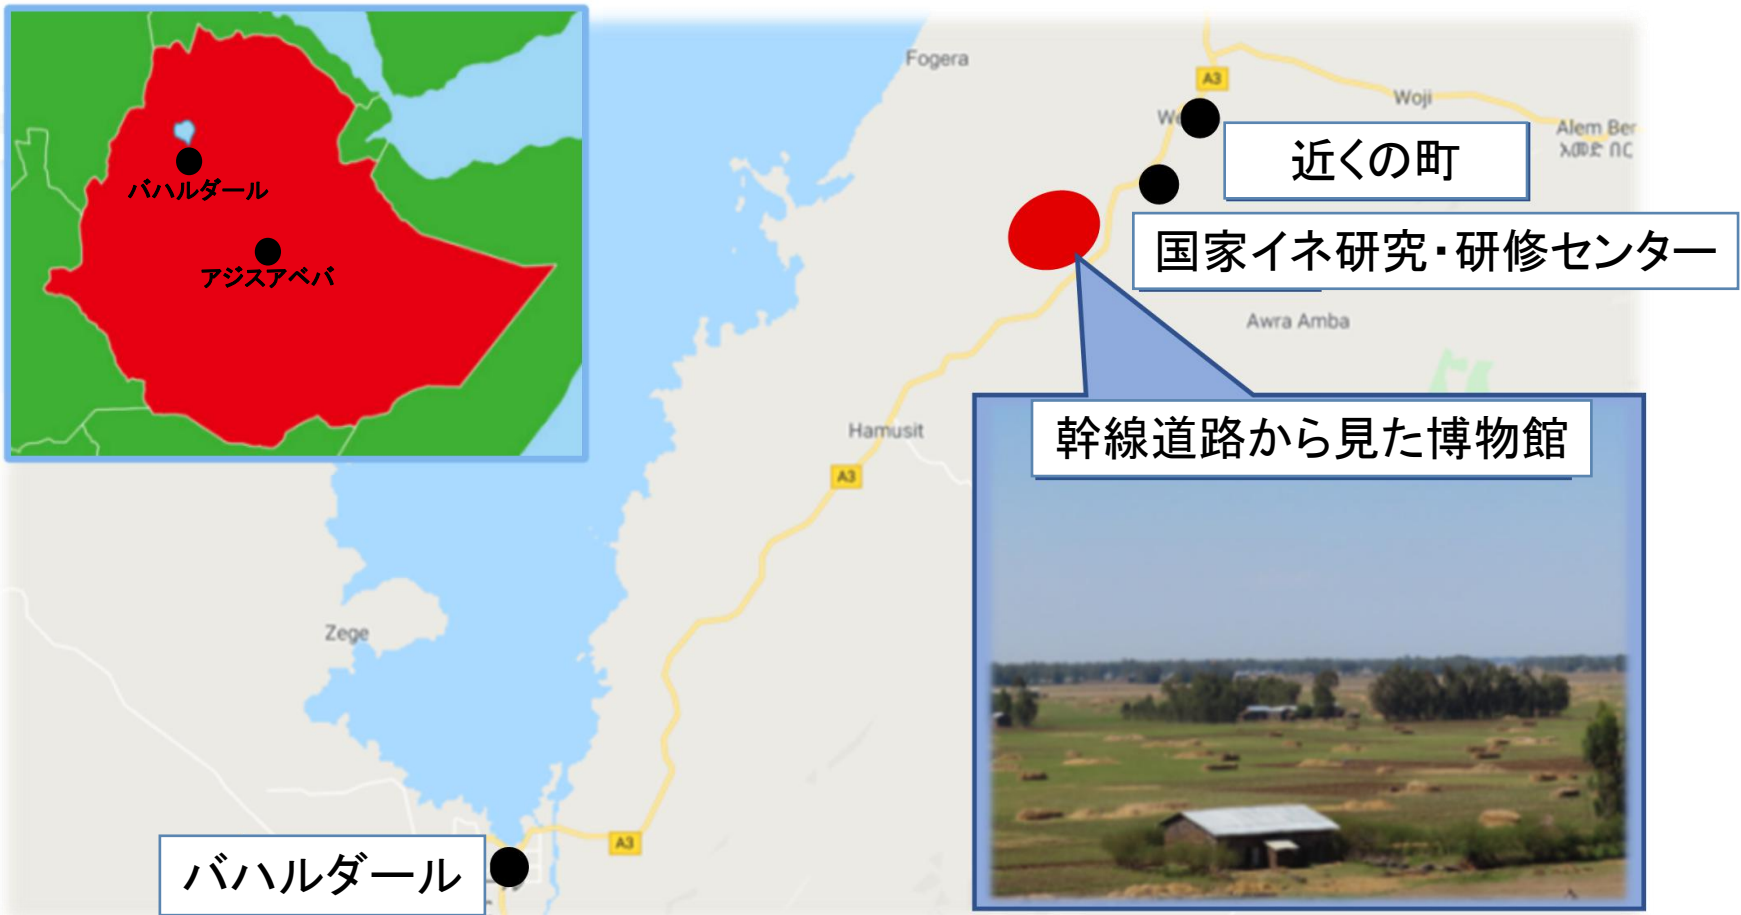 バハルダール
アジスアベバ
Fogera
A3
Woji
Alem Ber
近くの町
国家イネ研究・研修センター
Awra Amba
幹線道路から見た博物館
Hamusit
A3
Zege
A3
バハルダール